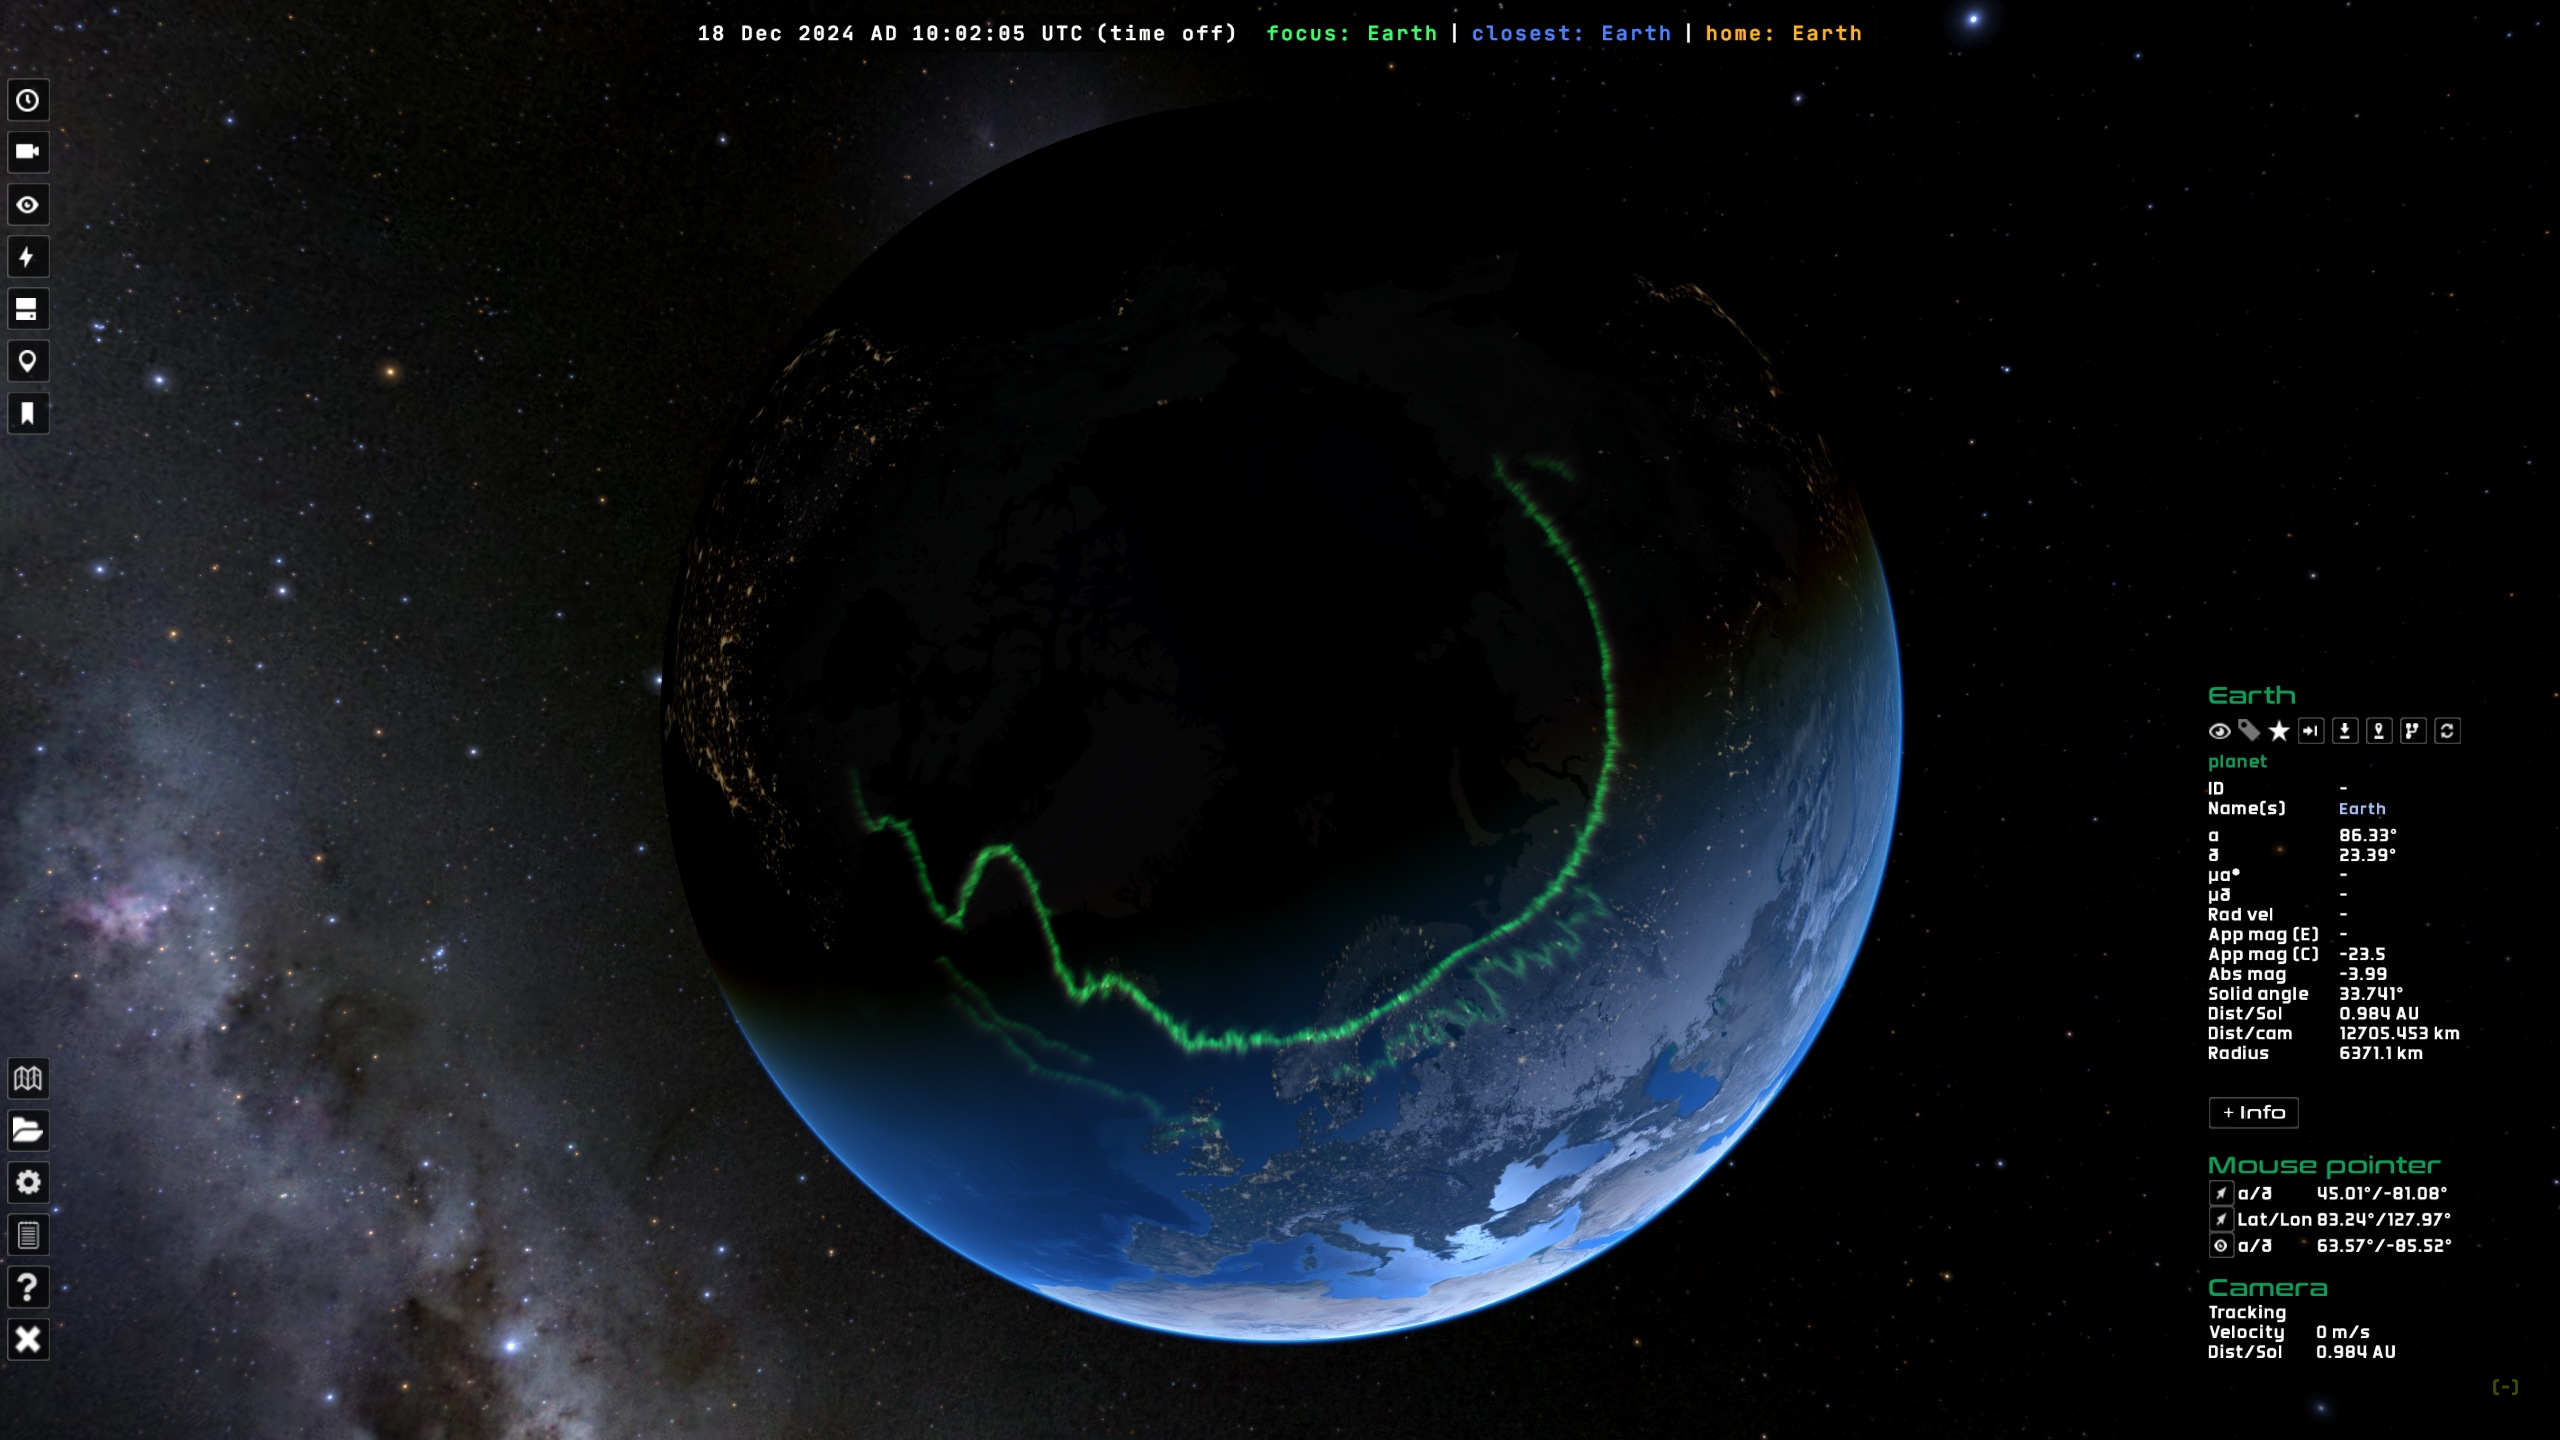 18 Dec 2024 AD 10:02:05 UTC (time off) focus: Earth | closest: Earth | home: Earth
Earth
planet
ID -
Name(s) Earth
α 86.33°
δ 23.39°
μα* -
μδ -
Rad vel -
App mag (E) -
App mag (C) -23.5
Abs mag -3.99
Solid angle 33.741°
Dist/Sol 0.984 AU
Dist/cam 12705.453 km
Radius 6371.1 km
+ Info
Mouse pointer
α/δ 45.01°/-81.08°
Lat/Lon 83.24°/127.97°
α/δ 63.57°/-85.52°
Camera
Tracking
Velocity 0 m/s
Dist/Sol 0.984 AU
(-)